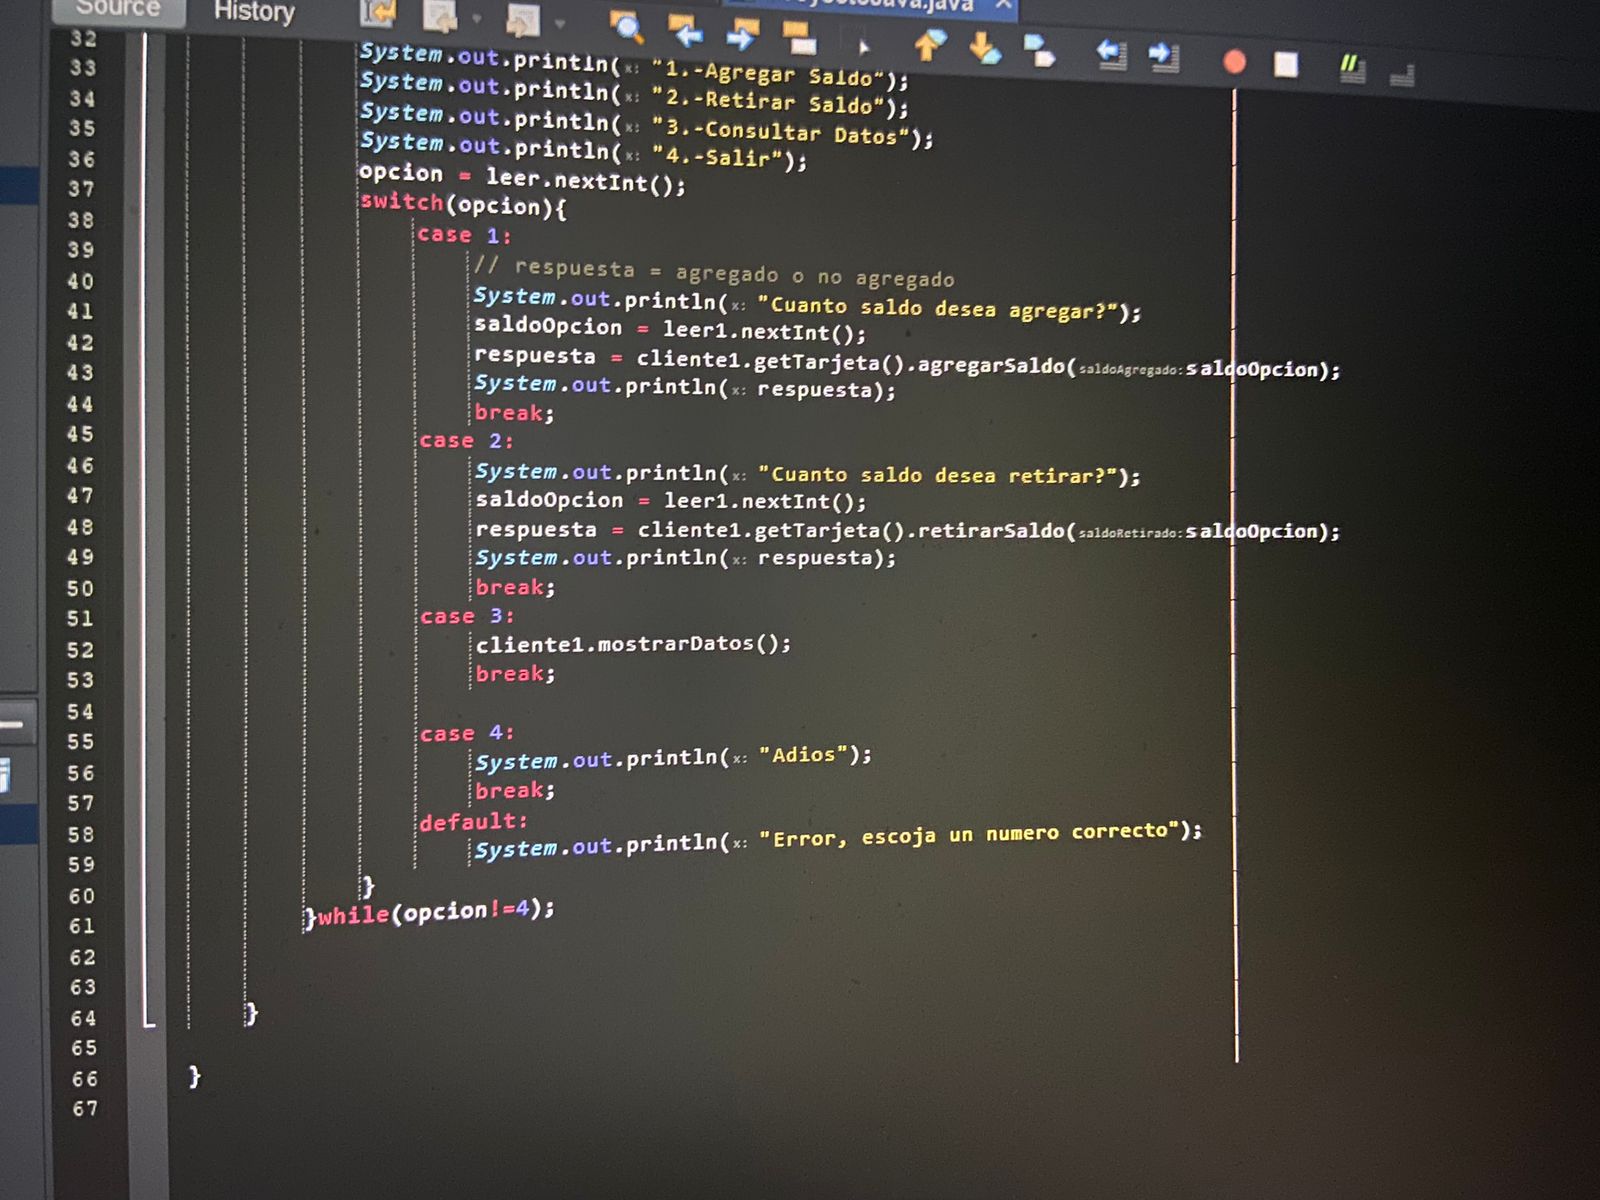 Source History
32
33 System.out.println(x: "1.-Agregar Saldo");
34 System.out.println(x: "2.-Retirar Saldo");
35 System.out.println(x: "3.-Consultar Datos");
36 System.out.println(x: "4.-Salir");
37 opcion = leer.nextInt();
38 switch(opcion){
39 case 1:
40 // respuesta = agregado o no agregado
41 System.out.println(x: "Cuanto saldo desea agregar?");
42 saldoOpcion = leer1.nextInt();
43 respuesta = cliente1.getTarjeta().agregarSaldo(saldoAgregado:saldoOpcion);
44 System.out.println(x: respuesta);
45 break;
46 case 2:
47 System.out.println(x: "Cuanto saldo desea retirar?");
48 saldoOpcion = leer1.nextInt();
49 respuesta = cliente1.getTarjeta().retirarSaldo(saldoRetirado:saldoOpcion);
50 System.out.println(x: respuesta);
51 break;
52 case 3:
53 cliente1.mostrarDatos();
54 break;
55
56 case 4:
57 System.out.println(x: "Adios");
58 break;
59 default:
60 System.out.println(x: "Error, escoja un numero correcto");
61 }
62 }while(opcion!=4);
63
64 }
65
66 }
67